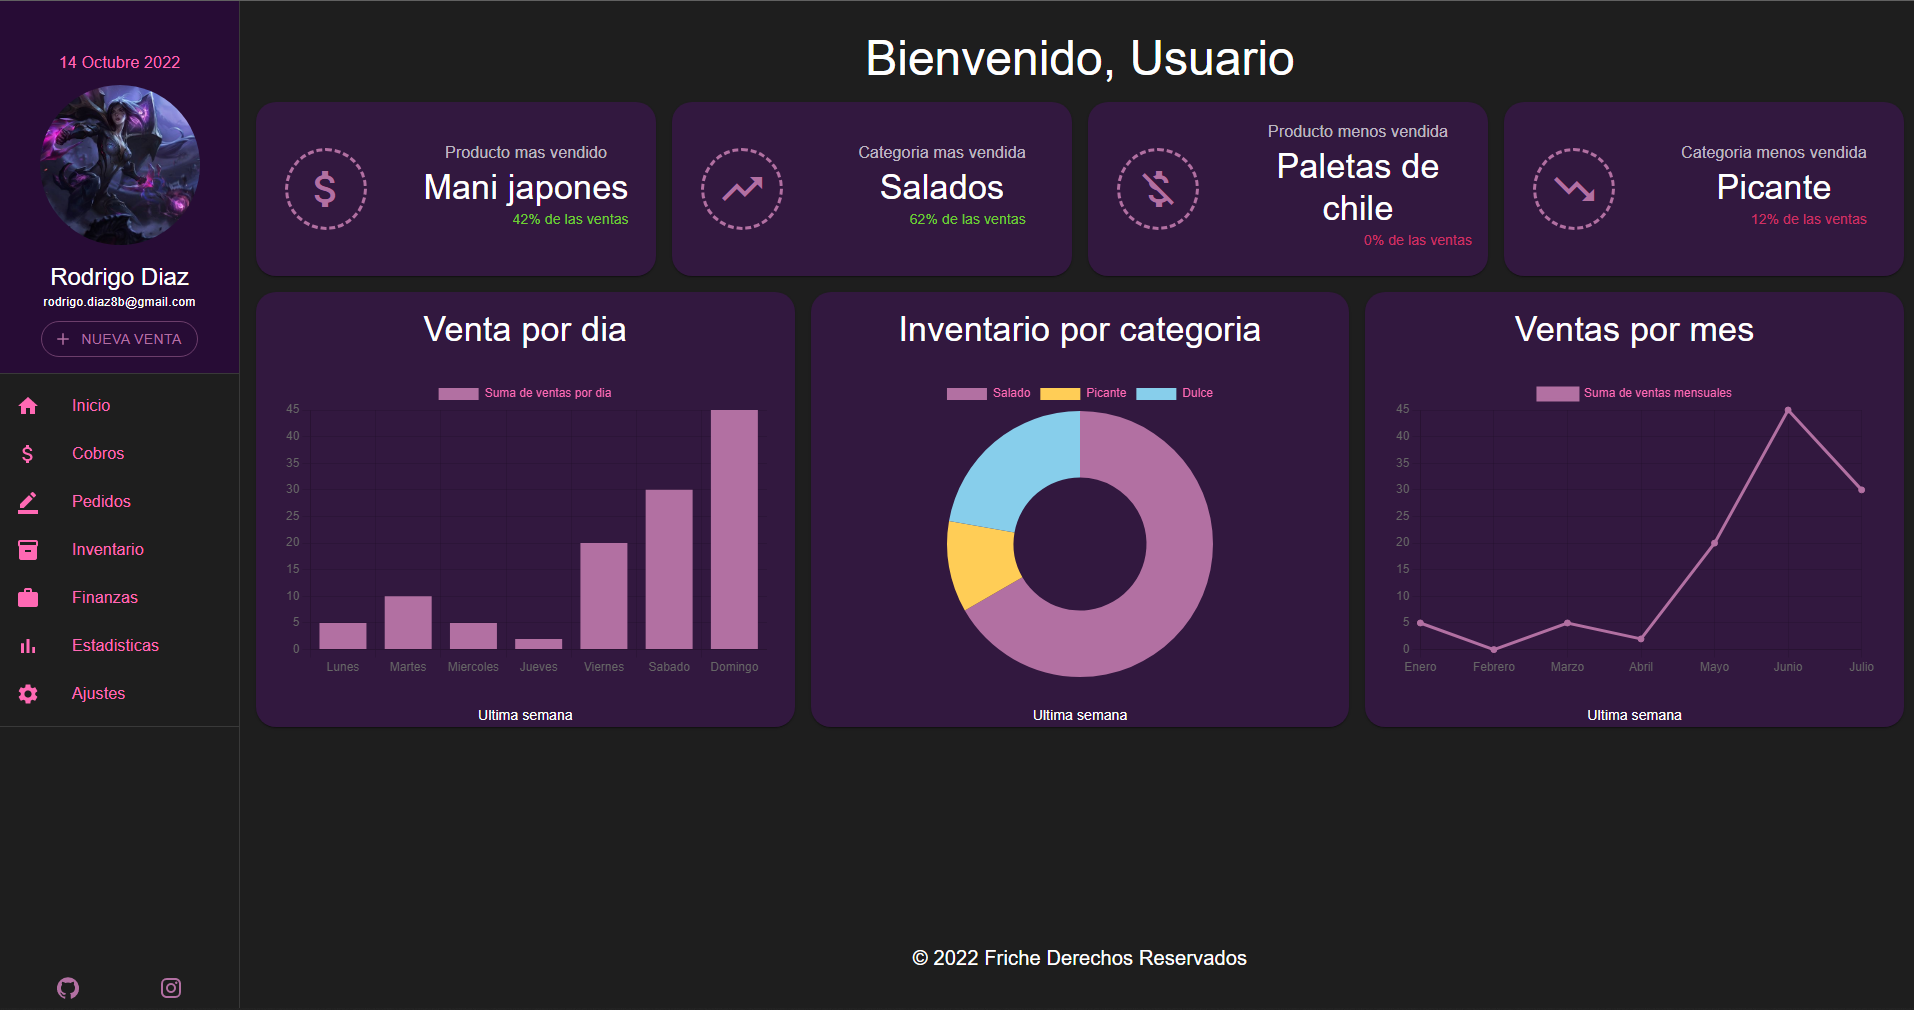 14 Octubre 2022
Rodrigo Diaz
rodrigo.diaz8b@gmail.com
NUEVA VENTA
Inicio
Cobros
Pedidos
Inventario
Finanzas
Estadisticas
Ajustes
Bienvenido, Usuario
Producto mas vendido
Mani japones
42% de las ventas
Categoria mas vendida
Salados
62% de las ventas
Producto menos vendida
Paletas de
chile
0% de las ventas
Categoria menos vendida
Picante
12% de las ventas
Venta por dia
Suma de ventas por dia
45
40
35
30
25
20
15
10
5
0
Lunes Martes Miercoles Jueves Viernes Sabado Domingo
Ultima semana
Inventario por categoria
Salado Picante Dulce
Ultima semana
Ventas por mes
Suma de ventas mensuales
45
40
35
30
25
20
15
10
5
0
Enero Febrero Marzo Abril Mayo Junio Julio
Ultima semana
© 2022 Friche Derechos Reservados